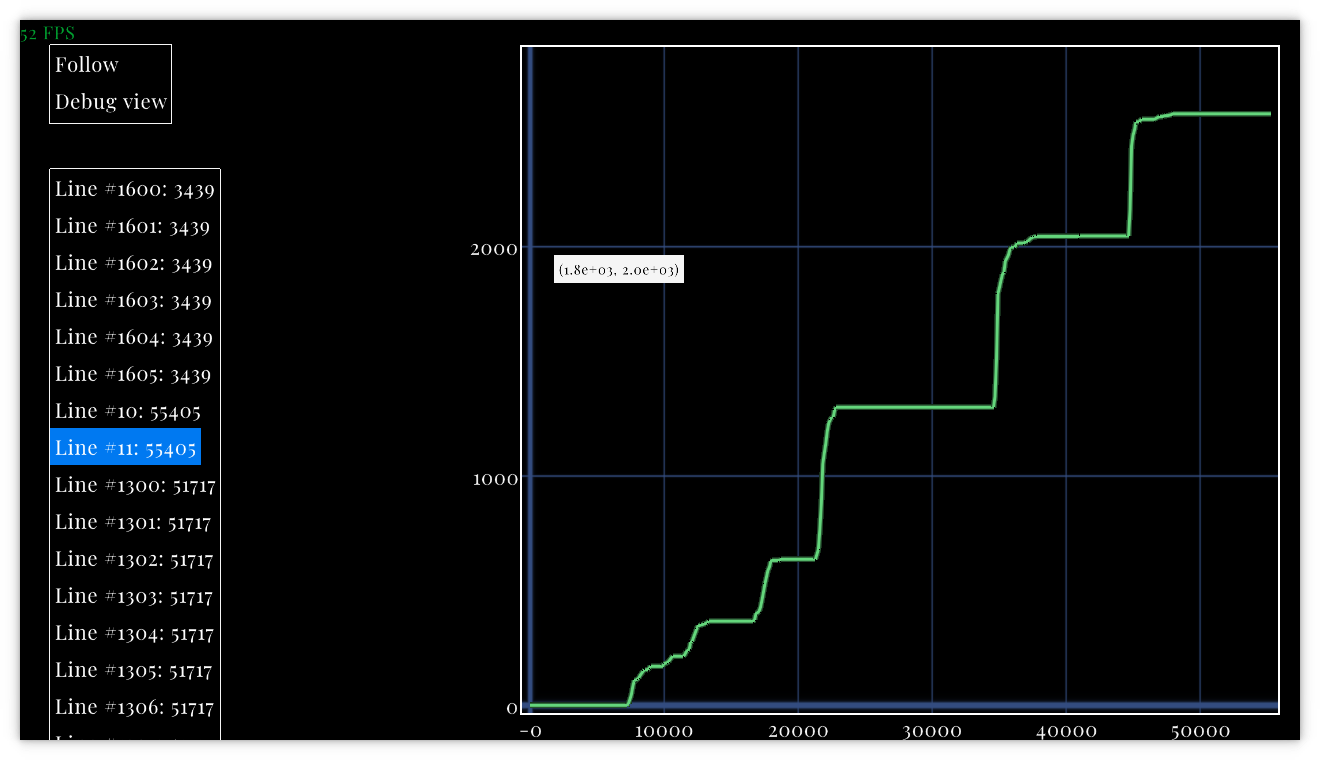 52 FPS
Follow
Debug view
Line #1600: 3439
Line #1601: 3439
Line #1602: 3439
Line #1603: 3439
Line #1604: 3439
Line #1605: 3439
Line #10: 55405
Line #11: 55405
Line #1300: 51717
Line #1301: 51717
Line #1302: 51717
Line #1303: 51717
Line #1304: 51717
Line #1305: 51717
Line #1306: 51717
2000
(1.8e+03, 2.0e+03)
1000
0
-0 10000 20000 30000 40000 50000